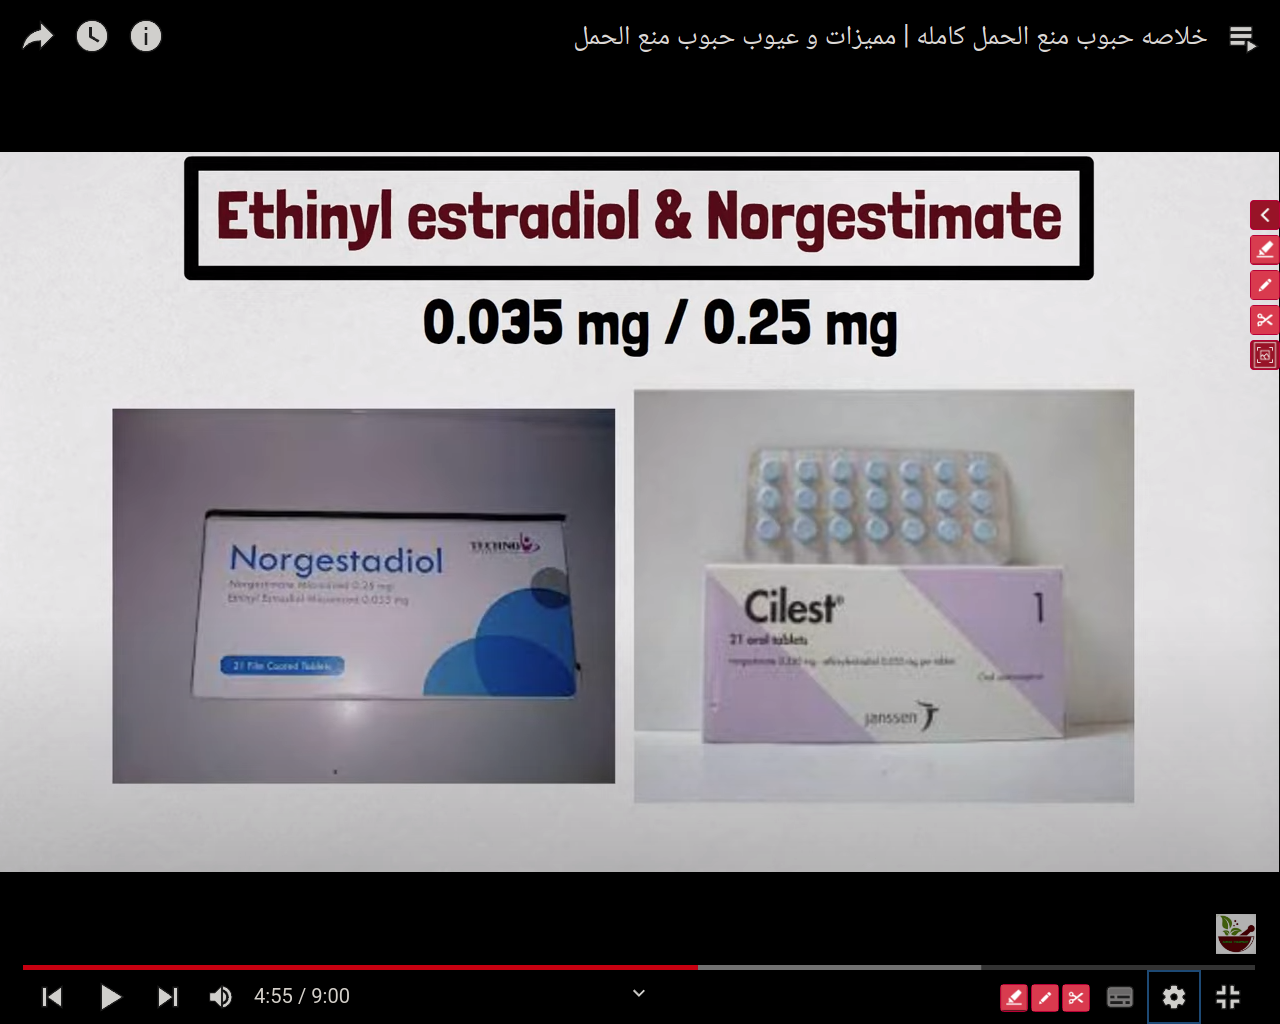 خلاصه حبوب منع الحمل كامله | مميزات و عيوب حبوب منع الحمل
Ethinyl estradiol & Norgestimate
0.035 mg / 0.25 mg
TECHNO
Norgestadiol
Norgestimate Micronized 0.25 mg
Ethinyl Estradiol Micronized 0.035 mg
21 Film Coated Tablets
Cilest® 1
21 oral tablets
norgestimate 0.250 mg - ethinylestradiol 0.035 mg per tablet
Oral contraceptive
janssen
4:55 / 9:00